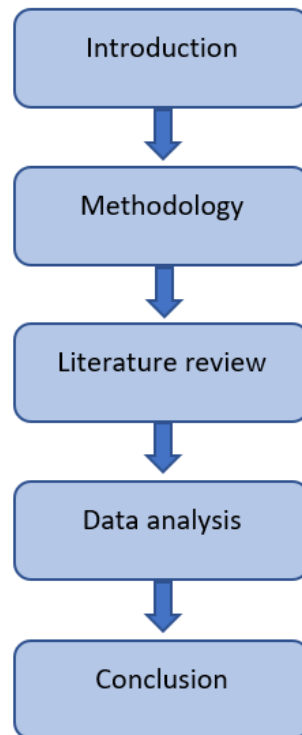 Introduction
Methodology
Literature review
Data analysis
Conclusion